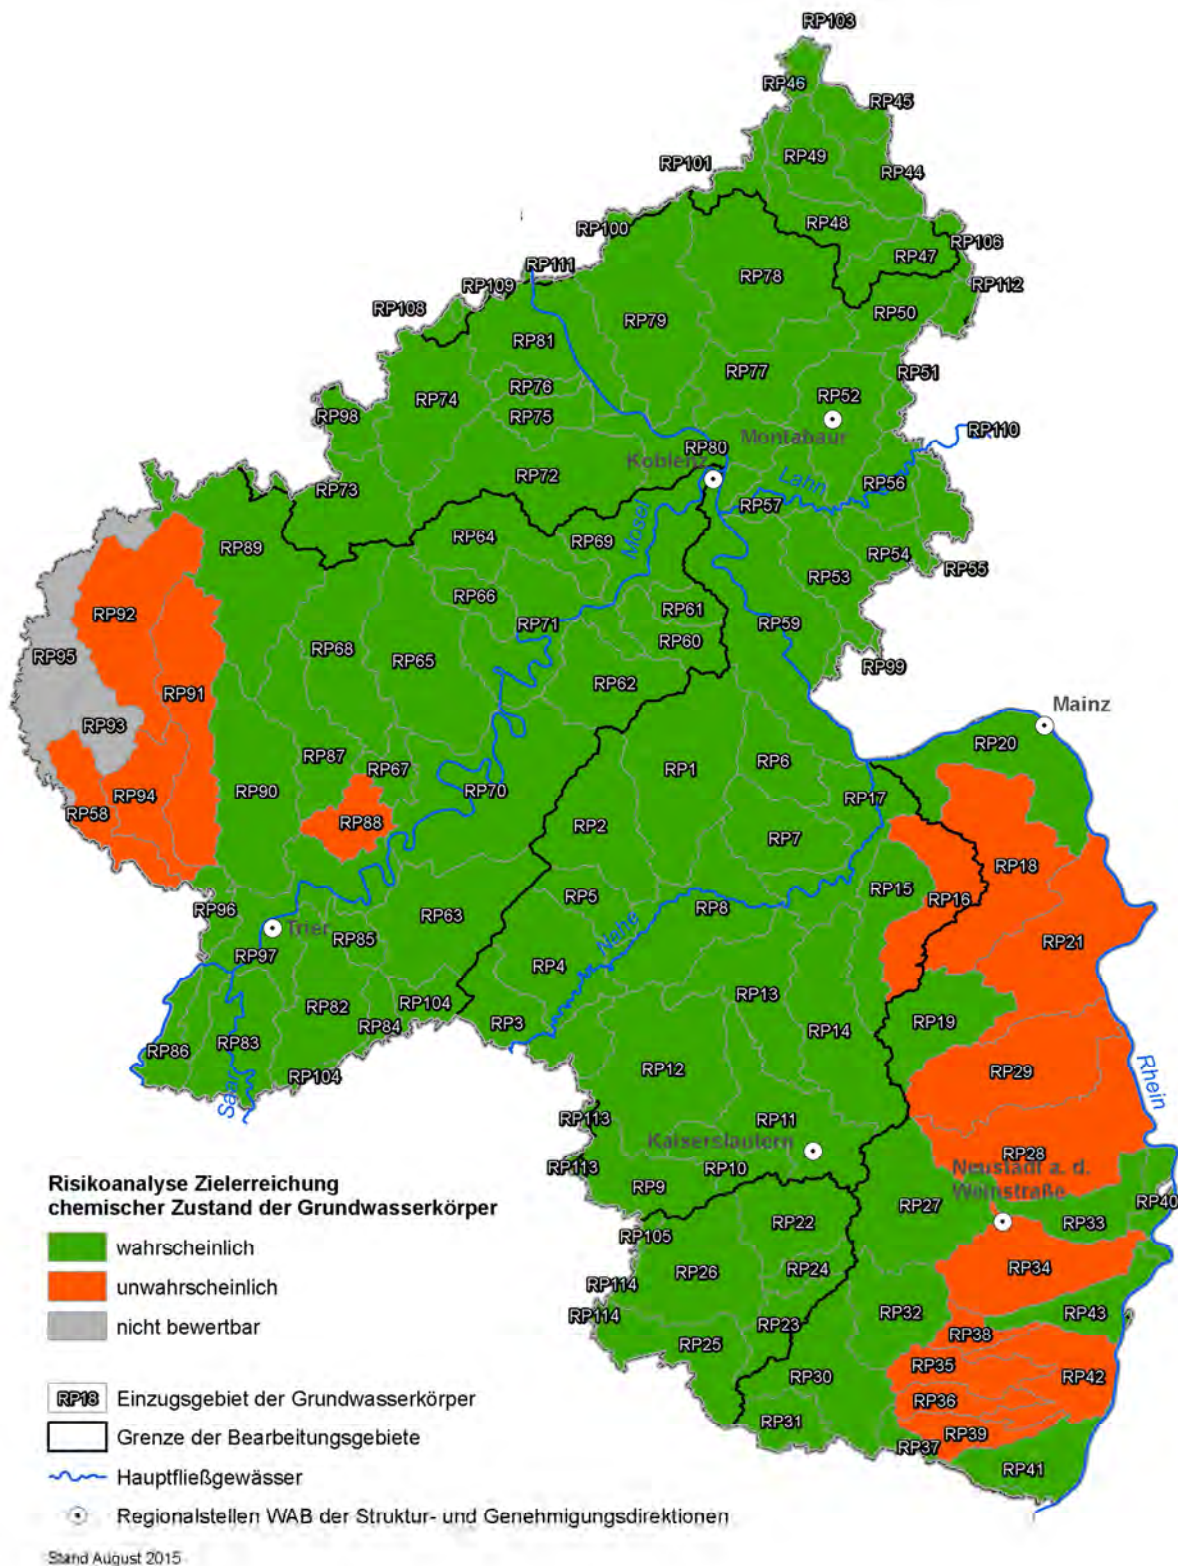 RP103
RP46
RP45
RP49
RP101
RP44
RP48
RP100
RP106
RP47
RP111
RP78
RP109
RP112
RP108
RP50
RP79
RP81
RP77
RP51
RP76
RP52
RP74
RP98
RP75
RP110
Montabaur
RP80
Koblenz
RP72
Lahn
RP56
RP73
RP57
Mosel
RP64
RP69
RP89
RP54
RP55
RP53
RP66
RP61
RP92
RP71
RP59
RP60
RP68
RP95
RP65
RP99
RP62
RP91
Mainz
RP93
RP20
RP87
RP67
RP1
RP6
RP90
RP70
RP94
RP17
RP58
RP88
RP2
RP7
RP18
RP15
RP5
RP16
RP96
RP63
RP8
Trier
RP85
Nahe
RP21
RP97
RP4
RP13
RP82
RP104
RP84
RP3
RP14
RP19
RP86
RP83
RP12
RP29
RP104
Saar
Rhein
RP113
RP11
Kaiserslautern
RP28
RP113
RP10
Neustadt a. d.
Weinstraße
RP9
RP40
RP27
RP22
RP33
RP105
RP26
RP24
RP34
RP114
RP114
RP32
RP43
RP23
RP38
RP25
RP35
RP30
RP42
RP36
RP31
RP39
RP37
RP41
Risikoanalyse Zielerreichung
chemischer Zustand der Grundwasserkörper
wahrscheinlich
unwahrscheinlich
nicht bewertbar
RP18 Einzugsgebiet der Grundwasserkörper
Grenze der Bearbeitungsgebiete
Hauptfließgewässer
Regionalstellen WAB der Struktur- und Genehmigungsdirektionen
Stand August 2015